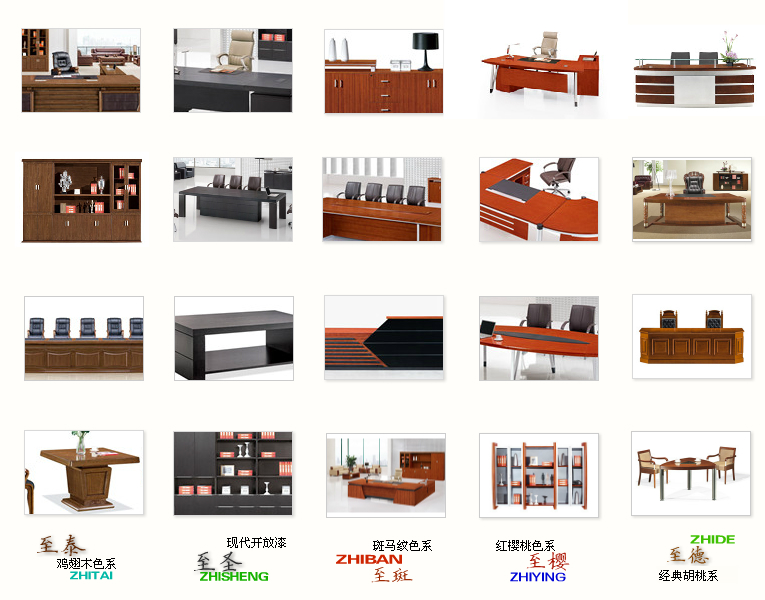 至泰
鸡翅木色系
ZHITAI
现代开放漆
至圣
ZHISHENG
斑马纹色系
ZHIBAN
至斑
红樱桃色系
至樱
ZHIYING
ZHIDE
至德
经典胡桃系